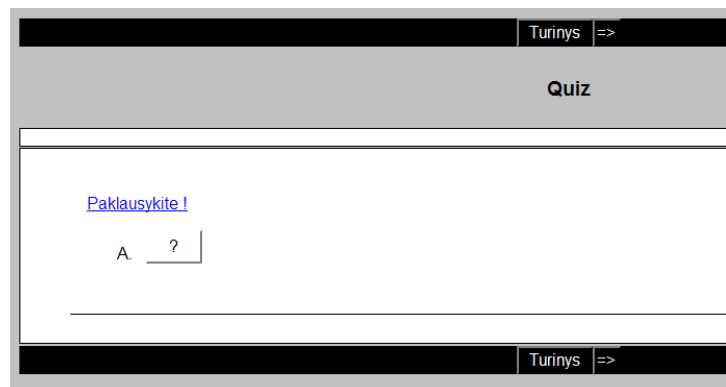 Turinys =>
Quiz
Paklausykite !
A. ?
Turinys =>